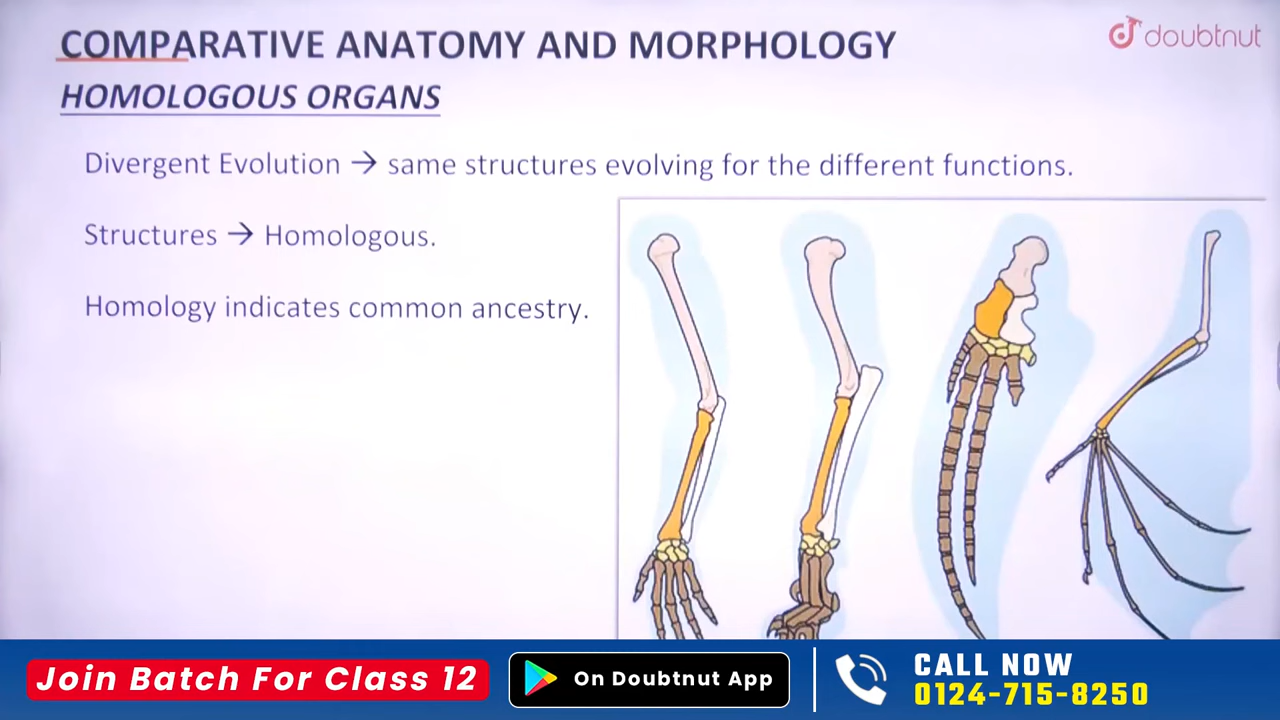 COMPARATIVE ANATOMY AND MORPHOLOGY
doubtnut
HOMOLOGOUS ORGANS
Divergent Evolution → same structures evolving for the different functions.
Structures → Homologous.
Homology indicates common ancestry.
Join Batch For Class 12
On Doubtnut App
CALL NOW
0124-715-8250